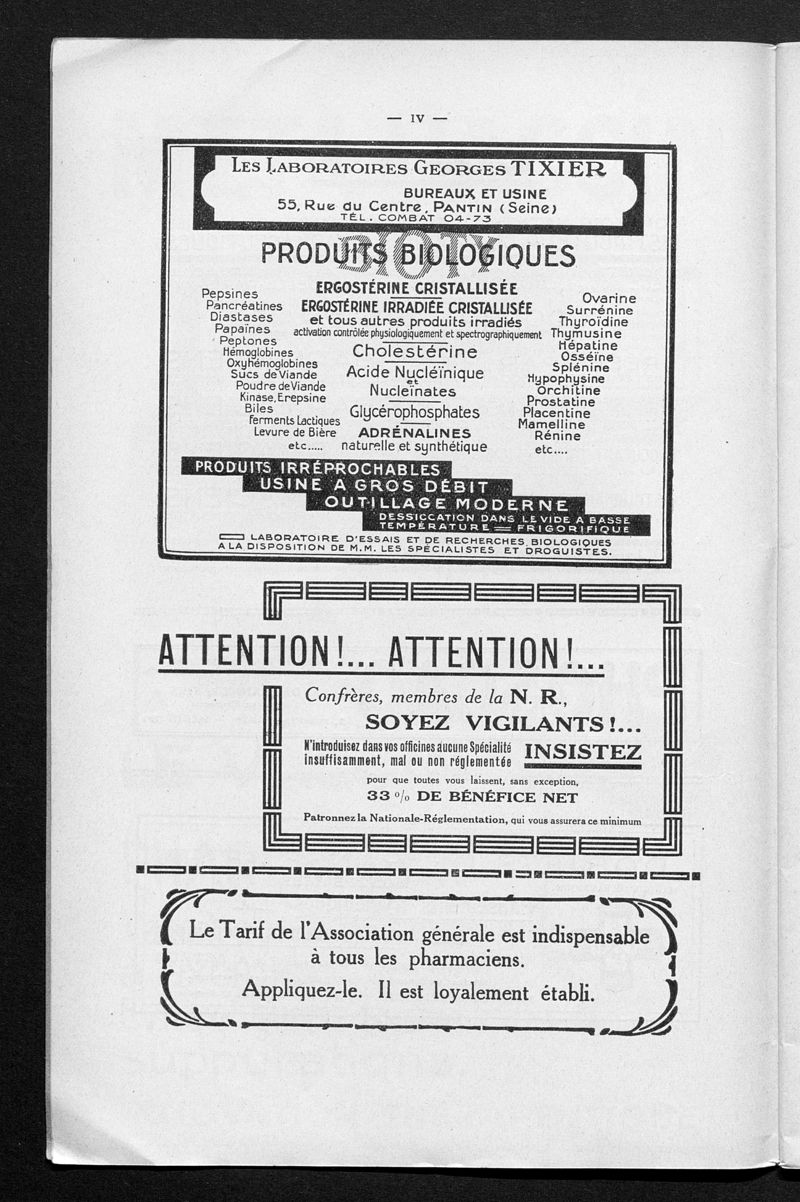 — IV —
LES LABORATOIRES GEORGES TIXIER
BUREAUX ET USINE
55, Rue du Centre, PANTIN (Seine)
TÉL. COMBAT 04-73
BIOTY
PRODUITS BIOLOGIQUES
Pepsines
Pancréatines
Diastases
Papaïnes
Peptones
Hémoglobines
Oxyhémoglobines
Sucs de Viande
Poudre de Viande
Kinase, Erepsine
Biles
Ferments Lactiques
Levure de Bière
etc.....
ERGOSTÉRINE CRISTALLISÉE
ERGOSTÉRINE IRRADIÉE CRISTALLISÉE
et tous autres produits irradiés
activation contrôlée physiologiquement et spectrographiquement
Cholestérine
Acide Nucléïnique
et
Nucleïnates
Glycérophosphates
ADRÉNALINES
naturelle et synthétique
Ovarine
Surrénine
Thyroïdine
Thymusine
Hépatine
Osséïne
Splénine
Hypophysine
Orchitine
Prostatine
Placentine
Mamelline
Rénine
etc....
PRODUITS IRRÉPROCHABLES
USINE A GROS DÉBIT
OUTILLAGE MODERNE
DESSICCATION DANS LE VIDE A BASSE
TEMPÉRATURE = FRIGORIFIQUE
LABORATOIRE D'ESSAIS ET DE RECHERCHES BIOLOGIQUES
A LA DISPOSITION DE M.M. LES SPÉCIALISTES ET DROGUISTES.
ATTENTION!... ATTENTION!...
Confrères, membres de la N. R.,
SOYEZ VIGILANTS!...
N'introduisez dans vos officines aucune Spécialité
insuffisamment, mal ou non réglementée
INSISTEZ
pour que toutes vous laissent, sans exception,
33 % DE BÉNÉFICE NET
Patronnez la Nationale-Réglementation, qui vous assurera ce minimum
Le Tarif de l'Association générale est indispensable
à tous les pharmaciens.
Appliquez-le. Il est loyalement établi.